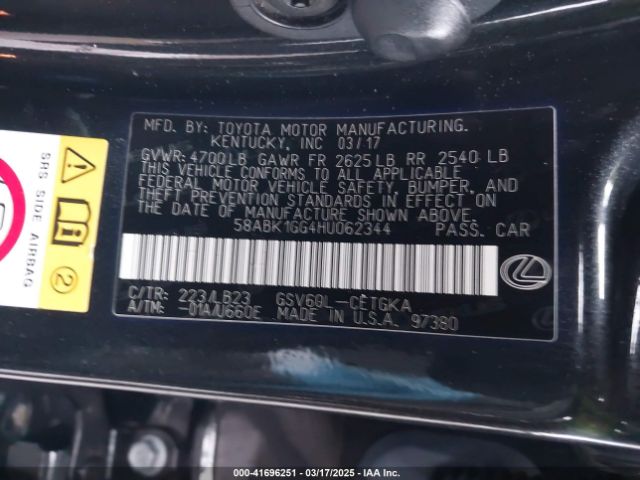 MFD. BY: TOYOTA MOTOR MANUFACTURING,
KENTUCKY, INC 03/17
GVWR: 4700LB GAWR FR 2625LB RR 2540 LB
THIS VEHICLE CONFORMS TO ALL APPLICABLE
FEDERAL MOTOR VEHICLE SAFETY, BUMPER, AND
THEFT PREVENTION STANDARDS IN EFFECT ON
THE DATE OF MANUFACTURE SHOWN ABOVE.
58ABK1GG4HU062344 PASS. CAR
C/TR: 223/LB23 GSV60L-CETGKA
A/TM: -01A/U660E MADE IN U.S.A. 97380
SRS SIDE AIRBAG
000-41696251 | 03/17/2025 | IAA Inc.